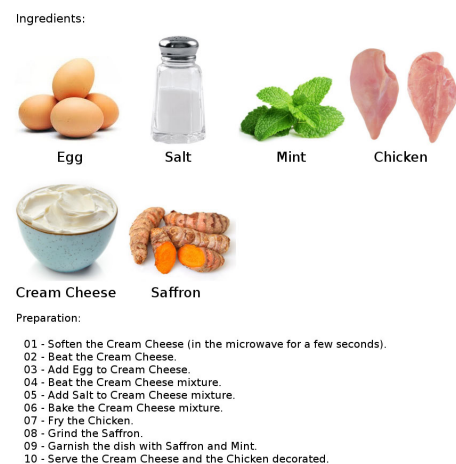 Ingredients:
Egg Salt Mint Chicken
Cream Cheese Saffron
Preparation:
01 - Soften the Cream Cheese (in the microwave for a few seconds).
02 - Beat the Cream Cheese.
03 - Add Egg to Cream Cheese.
04 - Beat the Cream Cheese mixture.
05 - Add Salt to Cream Cheese mixture.
06 - Bake the Cream Cheese mixture.
07 - Fry the Chicken.
08 - Grind the Saffron.
09 - Garnish the dish with Saffron and Mint.
10 - Serve the Cream Cheese and the Chicken decorated.